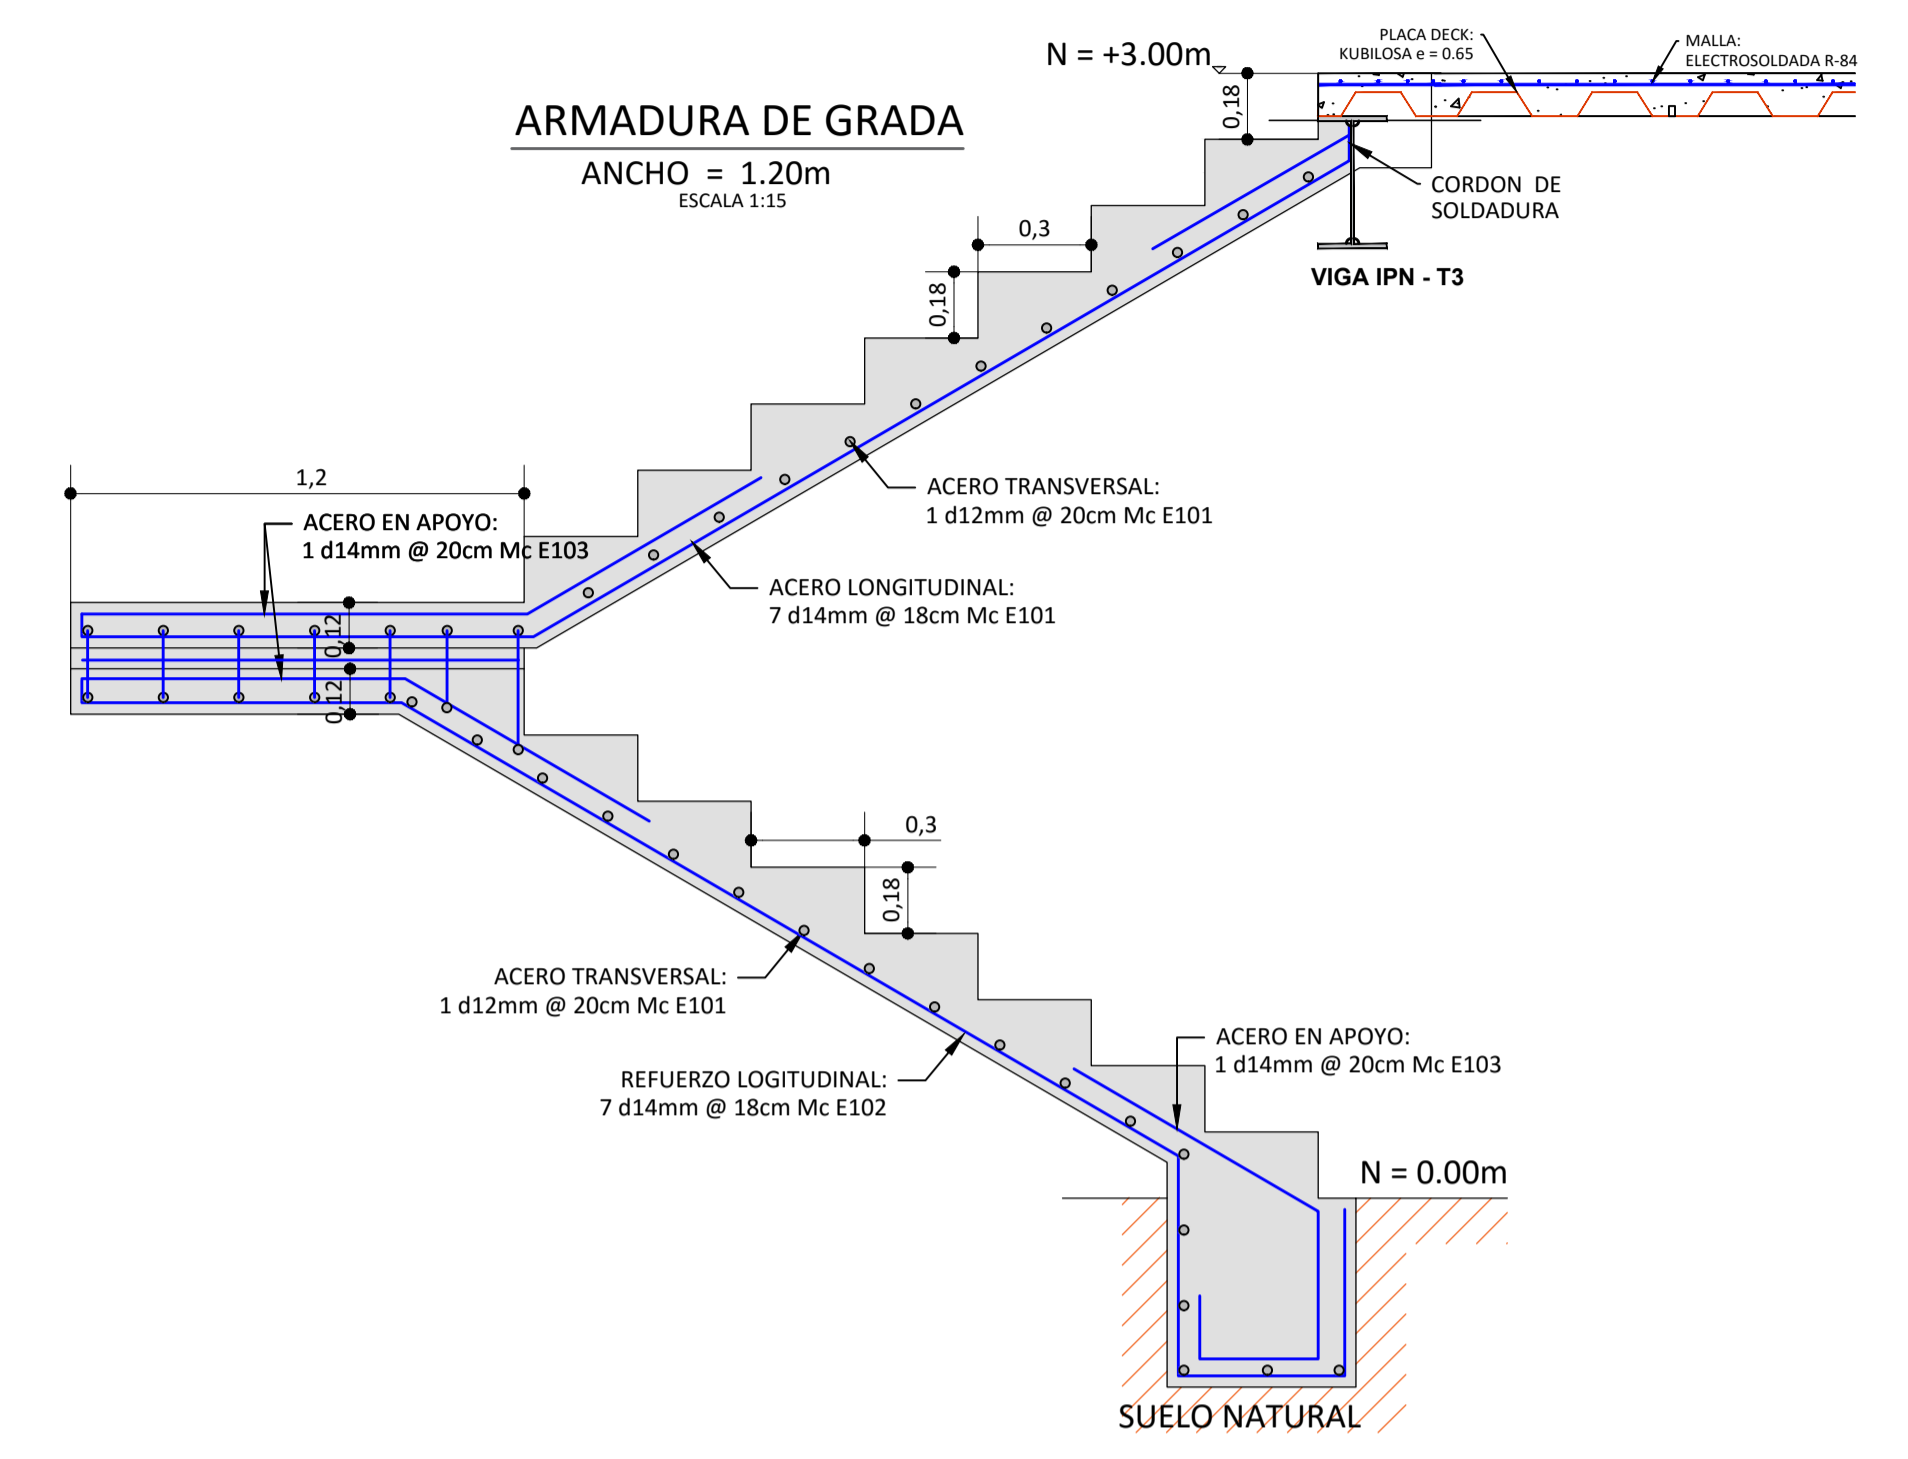 PLACA DECK:
KUBILOSA e = 0.65
MALLA:
ELECTROSOLDADA R-84
N = +3.00m
0,18
ARMADURA DE GRADA
ANCHO = 1.20m
ESCALA 1:15
CORDON DE
SOLDADURA
VIGA IPN - T3
0,3
0,18
1,2
ACERO TRANSVERSAL:
1 d12mm @ 20cm Mc E101
ACERO EN APOYO:
1 d14mm @ 20cm Mc E103
ACERO LONGITUDINAL:
7 d14mm @ 18cm Mc E101
0,12
0,12
0,3
0,18
ACERO TRANSVERSAL:
1 d12mm @ 20cm Mc E101
REFUERZO LOGITUDINAL:
7 d14mm @ 18cm Mc E102
ACERO EN APOYO:
1 d14mm @ 20cm Mc E103
N = 0.00m
SUELO NATURAL